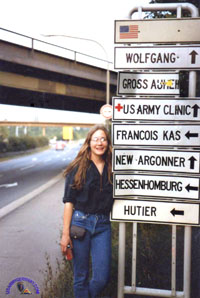 WOLFGANG
GROSS AUHEIM
US ARMY CLINIC
FRANCOIS KAS
NEW ARGONNER
HESSENHOMBURG
HUTIER